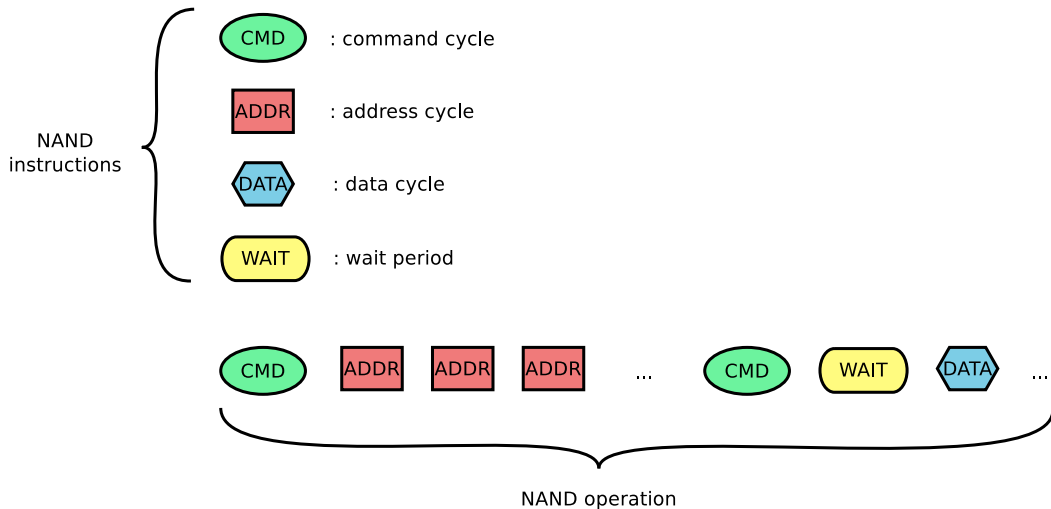 CMD : command cycle
ADDR : address cycle
NAND
instructions
DATA : data cycle
WAIT : wait period
CMD ADDR ADDR ADDR ... CMD WAIT DATA ...
NAND operation